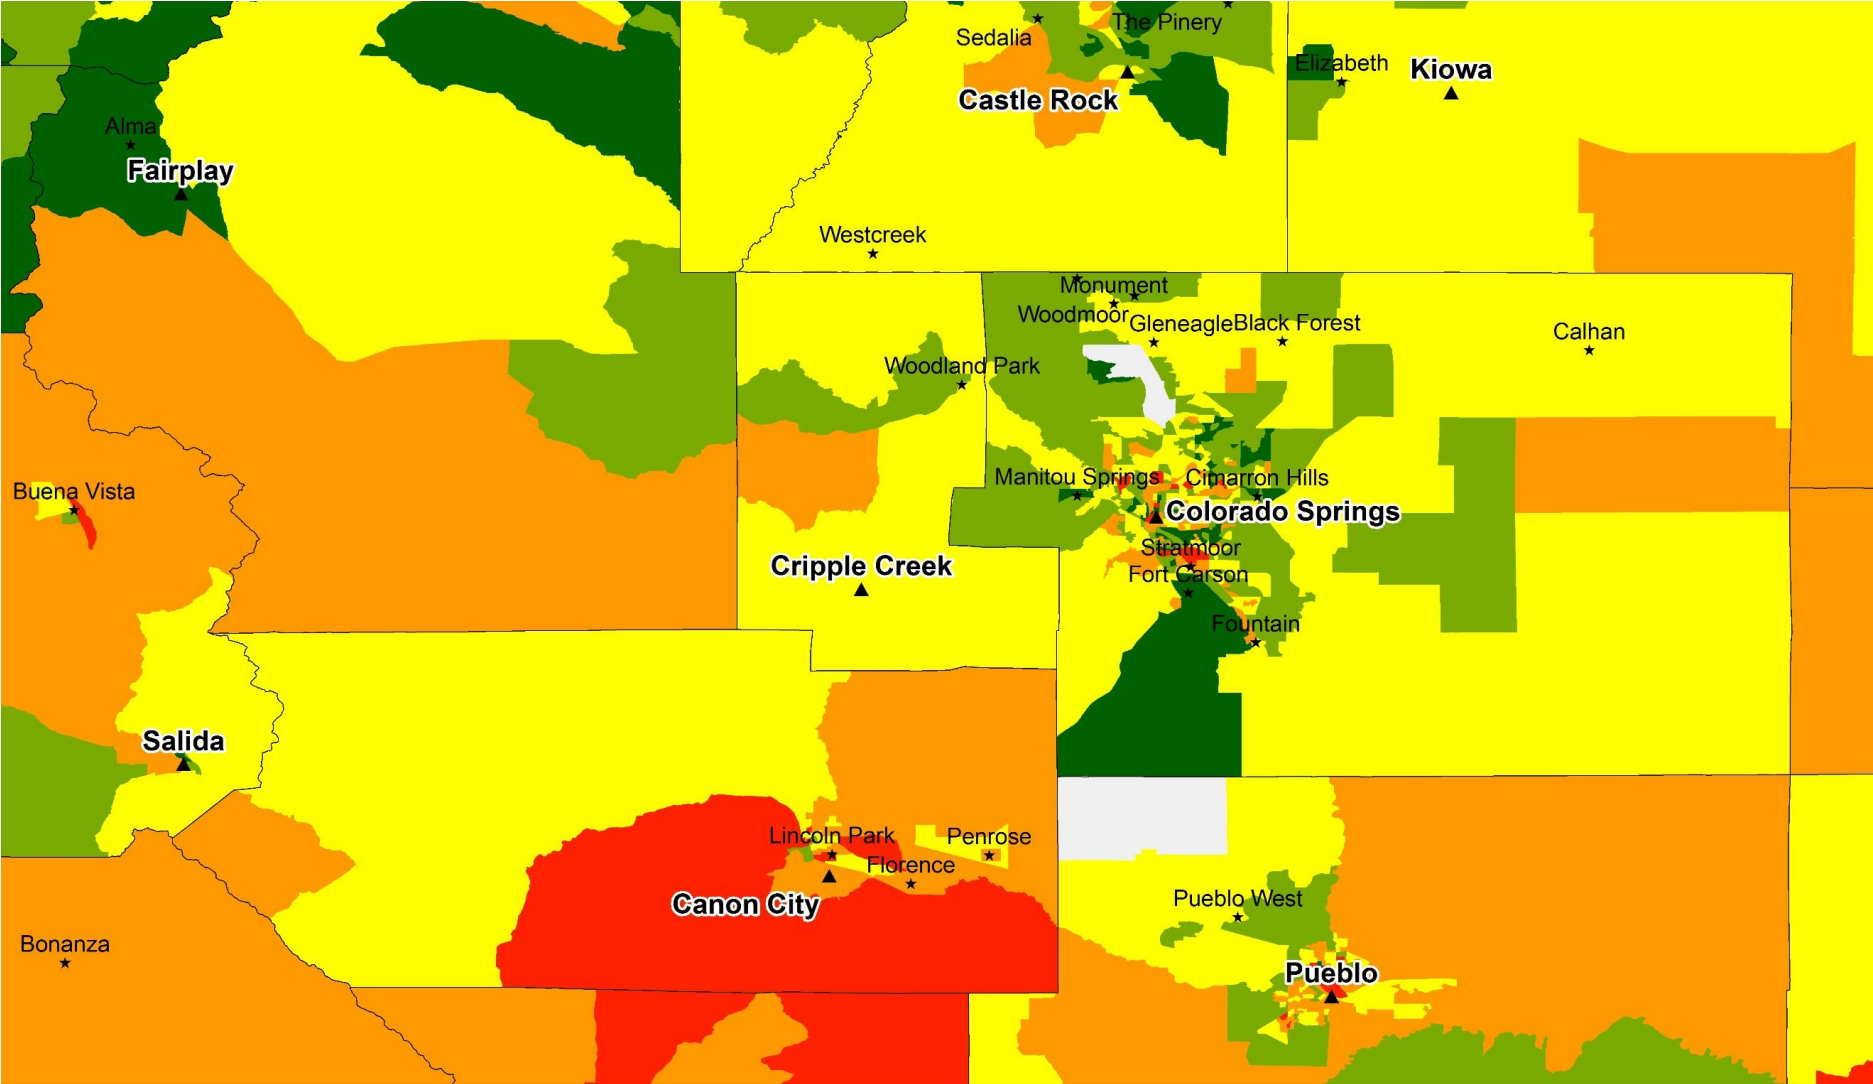 The Pinery
Sedalia
Elizabeth
Kiowa
Castle Rock
Alma
Fairplay
Westcreek
Monument
Woodmoor
Gleneagle
Black Forest
Calhan
Woodland Park
Manitou Springs
Cimarron Hills
Buena Vista
Colorado Springs
Stratmoor
Cripple Creek
Fort Carson
Fountain
Salida
Lincoln Park
Penrose
Florence
Canon City
Pueblo West
Bonanza
Pueblo